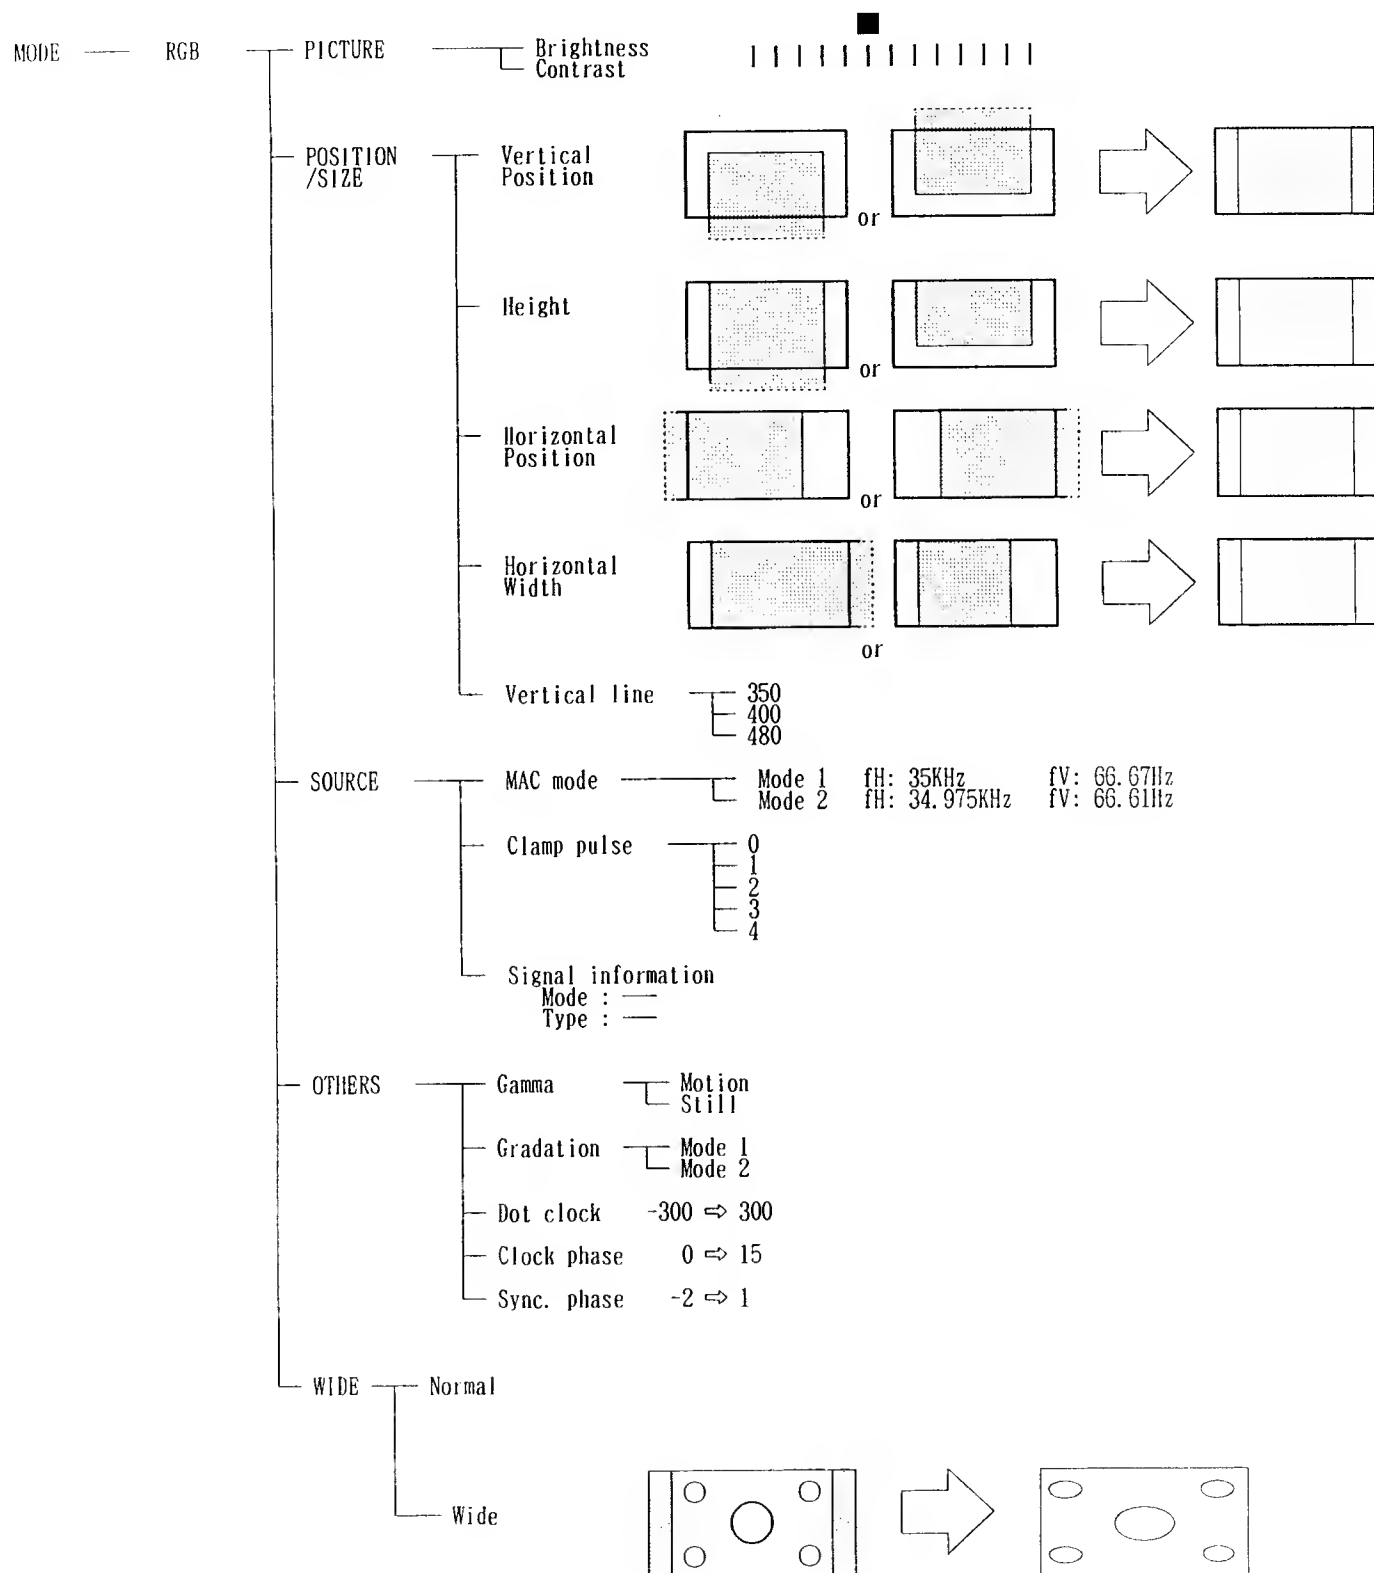 MODE RGB PICTURE Brightness
Contrast
POSITION
/SIZE
Vertical
Position
or
Height
or
Horizontal
Position
or
Horizontal
Width
or
Vertical line 350
400
480
SOURCE MAC mode Mode 1 fH: 35KHz fV: 66.67Hz
Mode 2 fH: 34.975KHz fV: 66.61Hz
Clamp pulse 0
1
2
3
4
Signal information
Mode : —
Type : —
OTHERS Gamma Motion
Still
Gradation Mode 1
Mode 2
Dot clock -300 ⇨ 300
Clock phase 0 ⇨ 15
Sync. phase -2 ⇨ 1
WIDE Normal
Wide